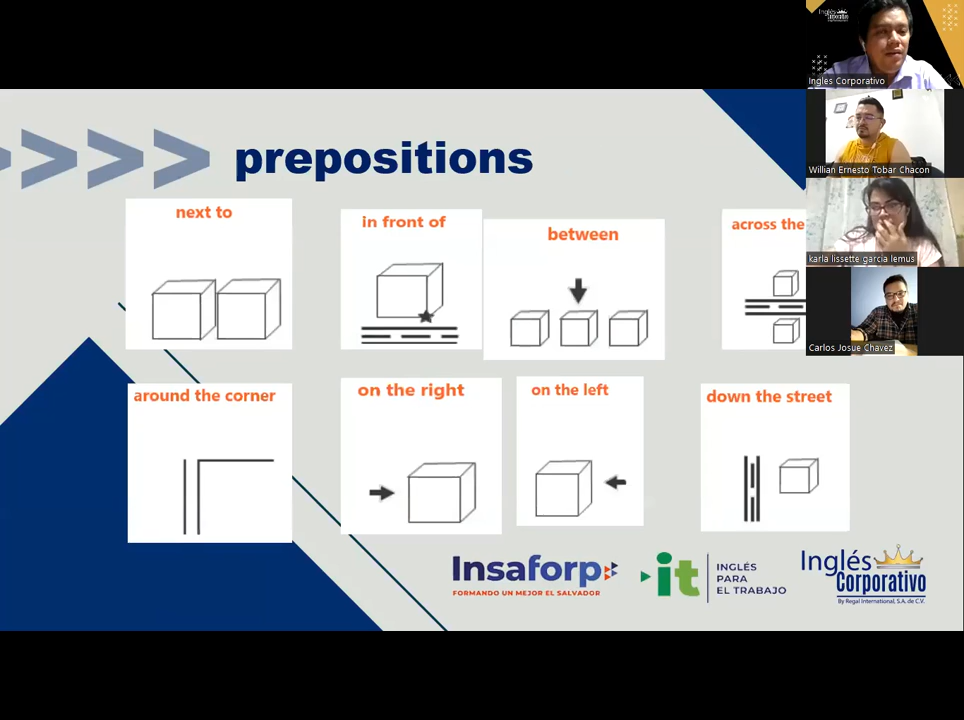 prepositions
next to
in front of
between
across the
around the corner
on the right
on the left
down the street
Insaforp
FORMANDO UN MEJOR EL SALVADOR
it
INGLÉS
PARA
EL TRABAJO
Inglés
Corporativo
By Regal International, S.A. de C.V.
Inglés
Corporativo
Ingles Corporativo
Willian Ernesto Tobar Chacon
karla lissette garcia lemus
Carlos Josue Chavez